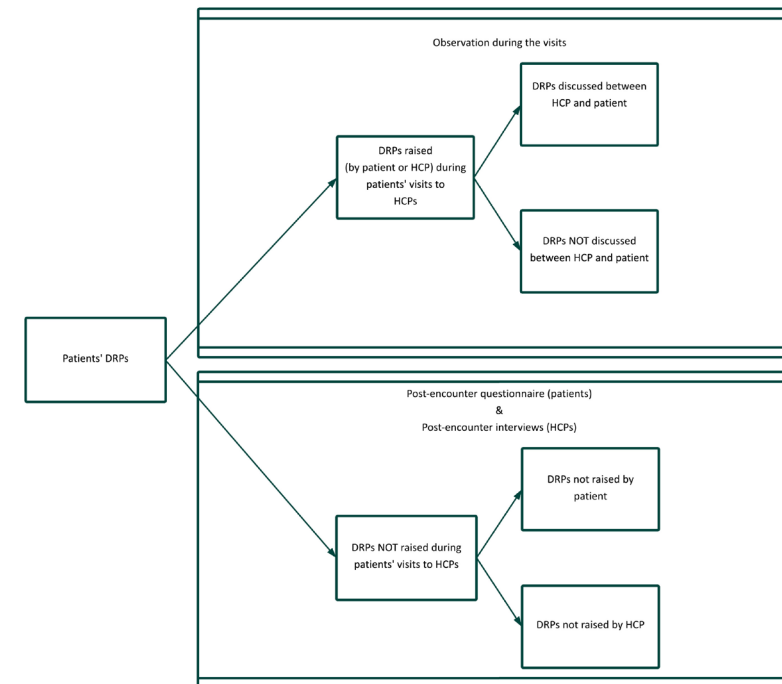 Observation during the visits
DRPs discussed between
HCP and patient
DRPs raised
(by patient or HCP) during
patients' visits to
HCPs
DRPs NOT discussed
between HCP and patient
Patients' DRPs
Post-encounter questionnaire (patients)
&
Post-encounter interviews (HCPs)
DRPs not raised by
patient
DRPs NOT raised during
patients' visits to HCPs
DRPs not raised by HCP